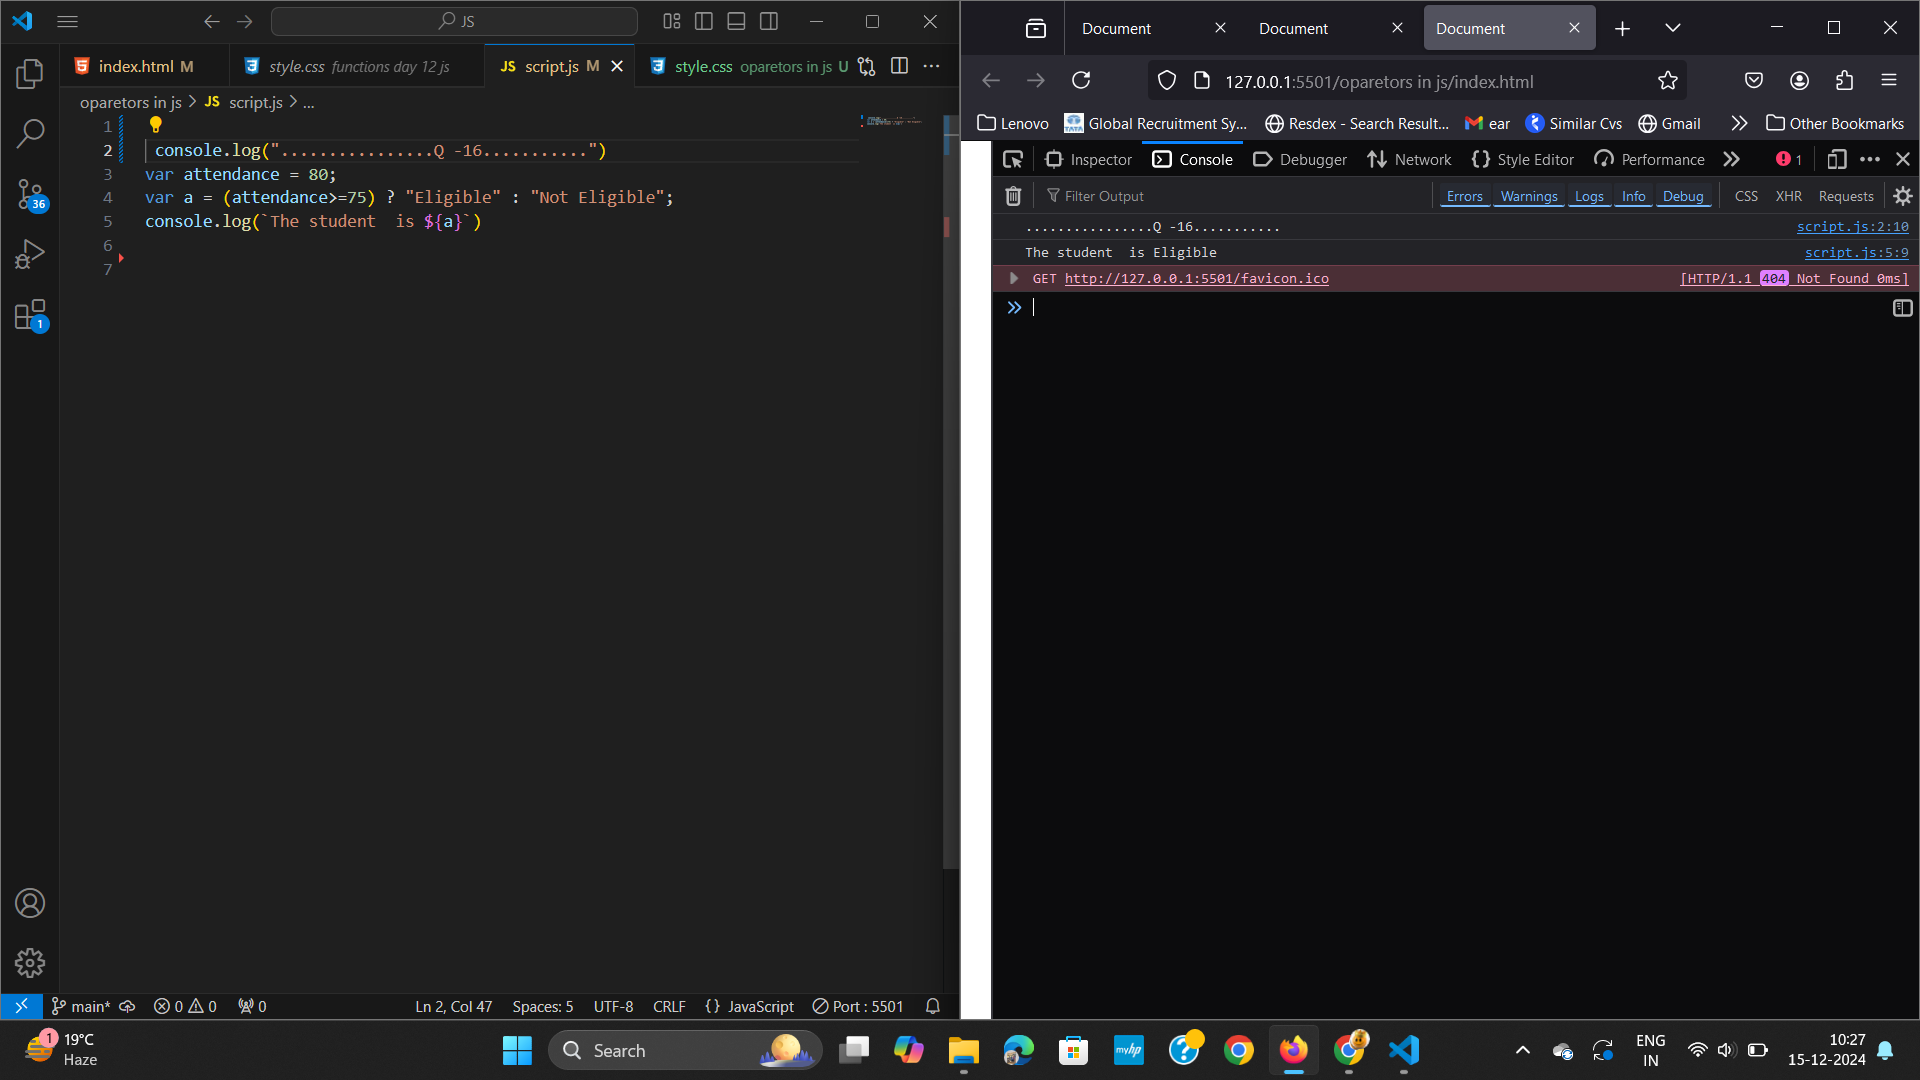 JS
index.html M
style.css functions day 12 js
JS script.js M
style.css oparetors in js U
oparetors in js > JS script.js > ...
1
2 console.log("................Q -16...........")
3 var attendance = 80;
4 var a = (attendance>=75) ? "Eligible" : "Not Eligible";
5 console.log(`The student  is ${a}`)
6
7
36
1
main* 0 0 0 Ln 2, Col 47 Spaces: 5 UTF-8 CRLF {} JavaScript Port : 5501
Document Document Document
127.0.0.1:5501/oparetors in js/index.html
Lenovo TATA Global Recruitment Sy... Resdex - Search Result... ear Similar Cvs Gmail Other Bookmarks
Inspector Console Debugger Network {} Style Editor Performance 1
Filter Output Errors Warnings Logs Info Debug CSS XHR Requests
................Q -16........... script.js:2:10
The student  is Eligible script.js:5:9
GET http://127.0.0.1:5501/favicon.ico [HTTP/1.1 404 Not Found 0ms]
1 19°C
Haze
Search
myhp
ENG
IN
10:27
15-12-2024